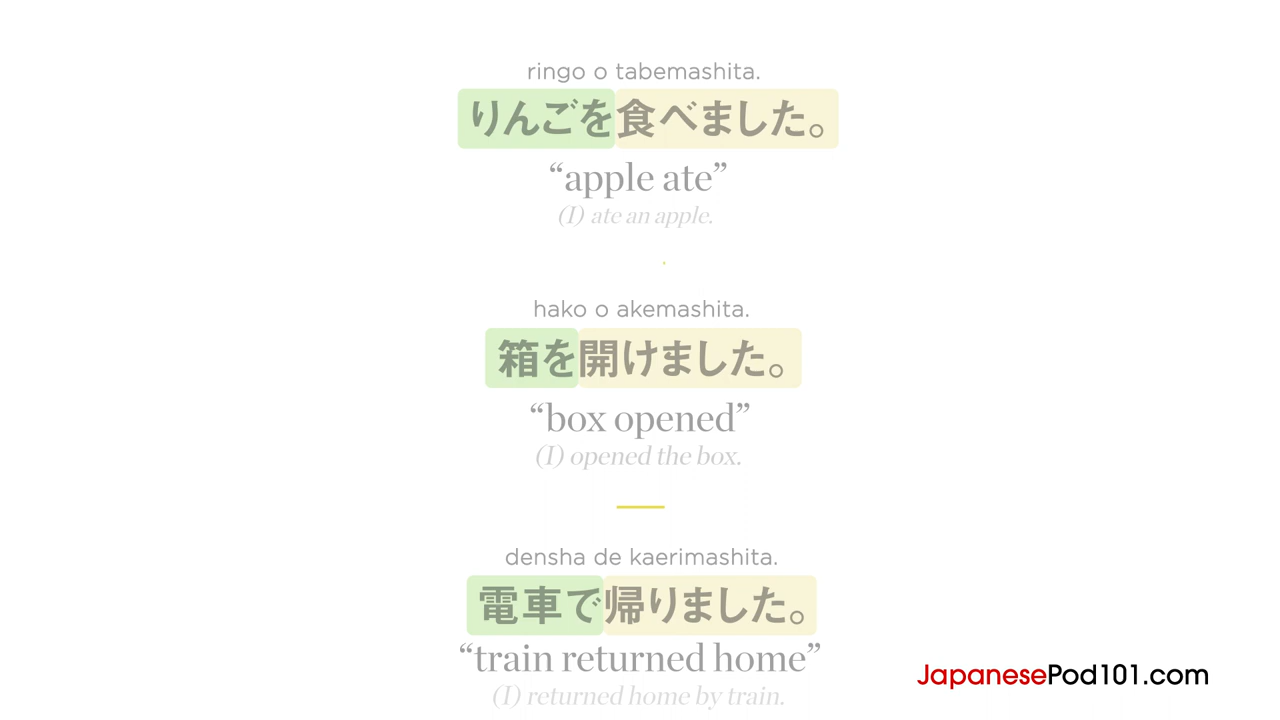 ringo o tabemashita.
りんごを食べました。
“apple ate”
(I) ate an apple.
hako o akemashita.
箱を開けました。
“box opened”
(I) opened the box.
densha de kaerimashita.
電車で帰りました。
“train returned home”
(I) returned home by train.
JapanesePod101.com